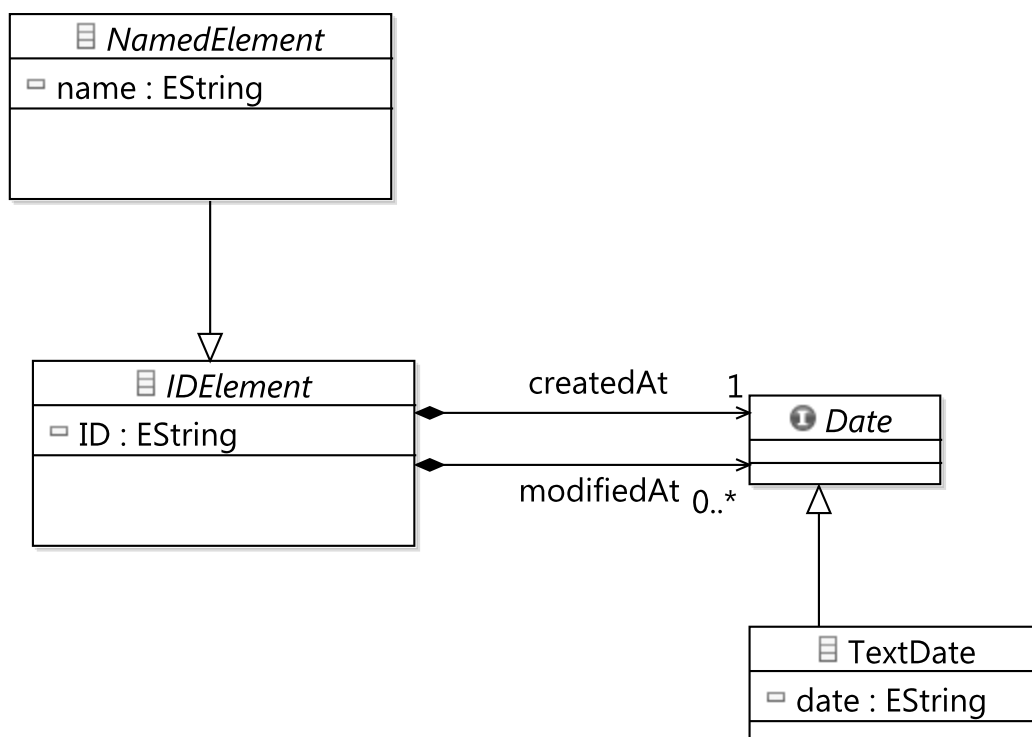 NamedElement
name : EString
IDElement
ID : EString
createdAt
1
modifiedAt
0..*
Date
TextDate
date : EString